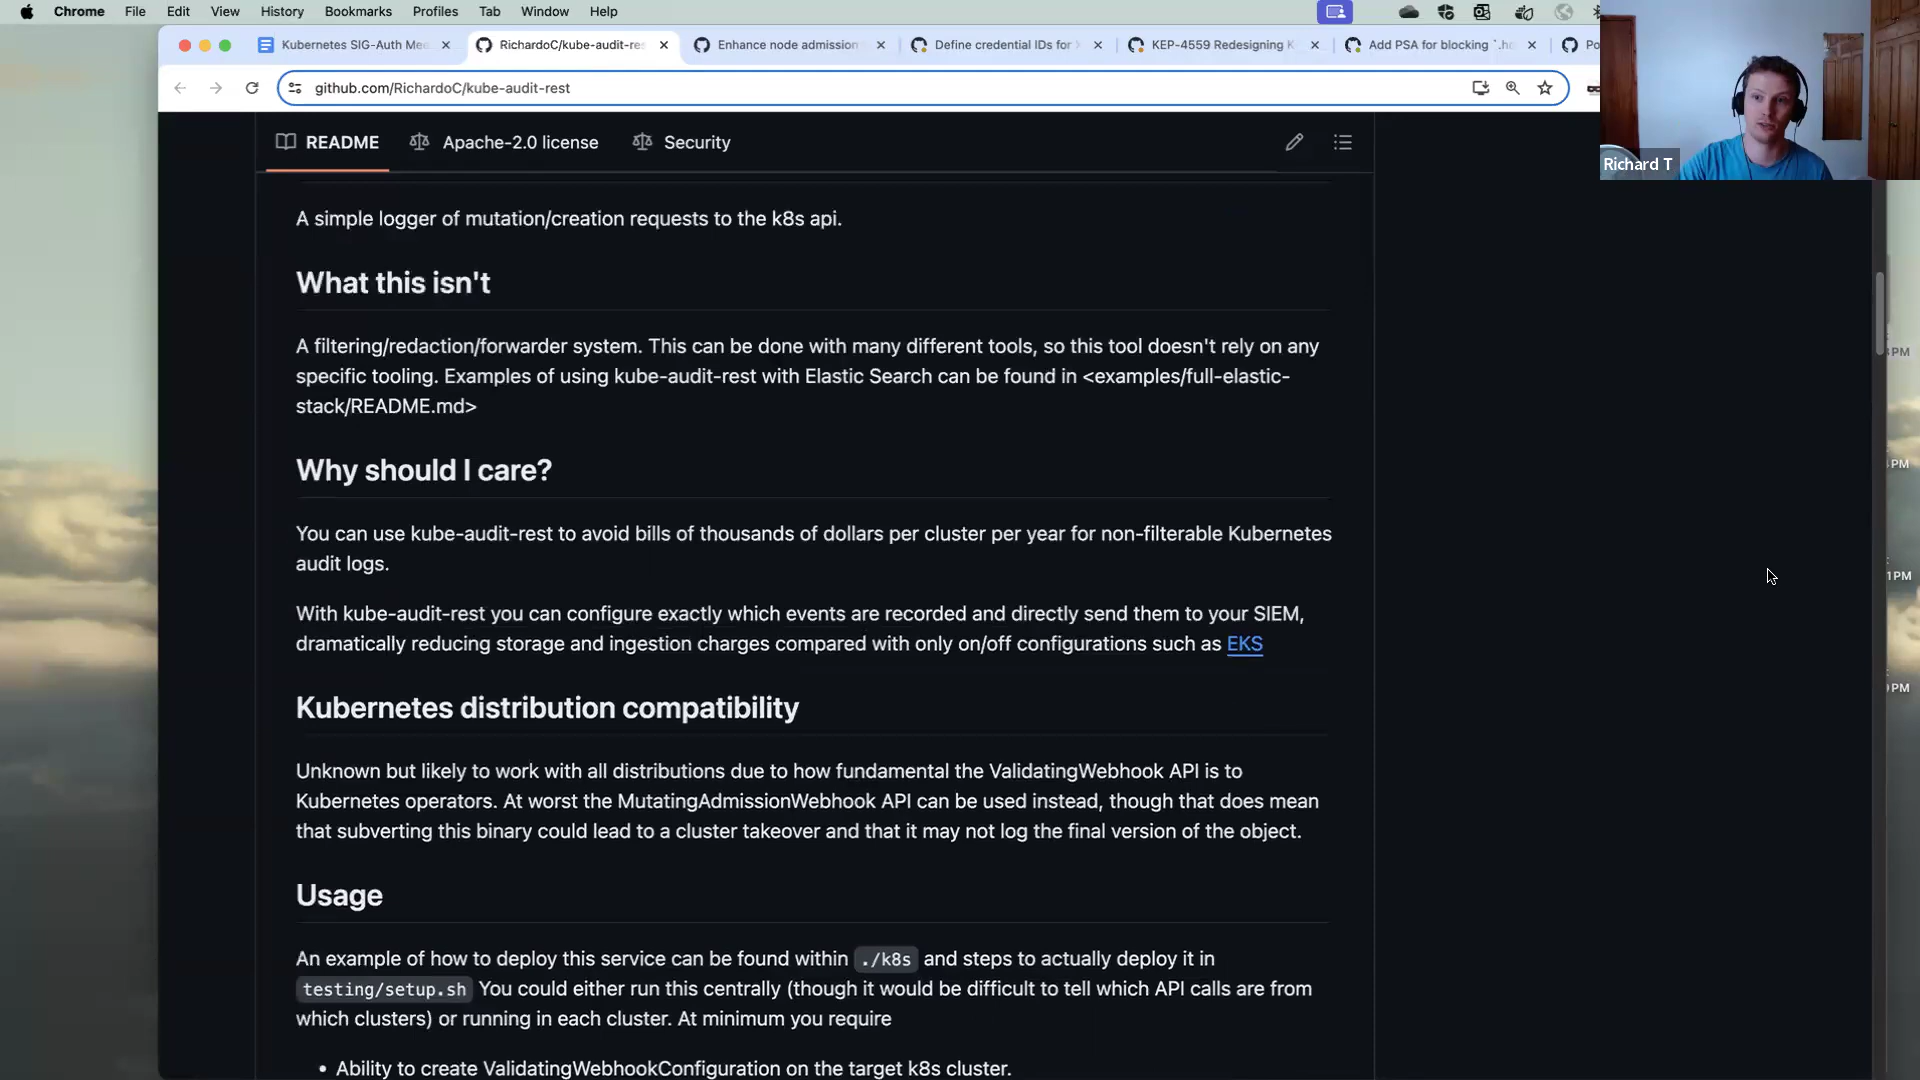 Chrome File Edit View History Bookmarks Profiles Tab Window Help
Kubernetes SIG-Auth Mee
RichardoC/kube-audit-res
Enhance node admission
Define credential IDs for
KEP-4559 Redesigning K
Add PSA for blocking `.ho
Po
github.com/RichardoC/kube-audit-rest
Richard T
README Apache-2.0 license Security
A simple logger of mutation/creation requests to the k8s api.
What this isn't
A filtering/redaction/forwarder system. This can be done with many different tools, so this tool doesn't rely on any
specific tooling. Examples of using kube-audit-rest with Elastic Search can be found in <examples/full-elastic-
stack/README.md>
Why should I care?
You can use kube-audit-rest to avoid bills of thousands of dollars per cluster per year for non-filterable Kubernetes
audit logs.
With kube-audit-rest you can configure exactly which events are recorded and directly send them to your SIEM,
dramatically reducing storage and ingestion charges compared with only on/off configurations such as EKS
Kubernetes distribution compatibility
Unknown but likely to work with all distributions due to how fundamental the ValidatingWebhook API is to
Kubernetes operators. At worst the MutatingAdmissionWebhook API can be used instead, though that does mean
that subverting this binary could lead to a cluster takeover and that it may not log the final version of the object.
Usage
An example of how to deploy this service can be found within ./k8s and steps to actually deploy it in
testing/setup.sh You could either run this centrally (though it would be difficult to tell which API calls are from
which clusters) or running in each cluster. At minimum you require
• Ability to create ValidatingWebhookConfiguration on the target k8s cluster.
PM
PM
1 PM
PM